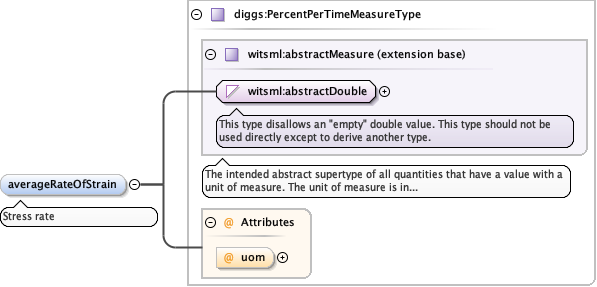 diggs:PercentPerTimeMeasureType
witsml:abstractMeasure (extension base)
witsml:abstractDouble
This type disallows an "empty" double value. This type should not be
used directly except to derive another type.
The intended abstract supertype of all quantities that have a value with a
unit of measure. The unit of measure is in...
averageRateOfStrain
Stress rate
@ Attributes
@ uom